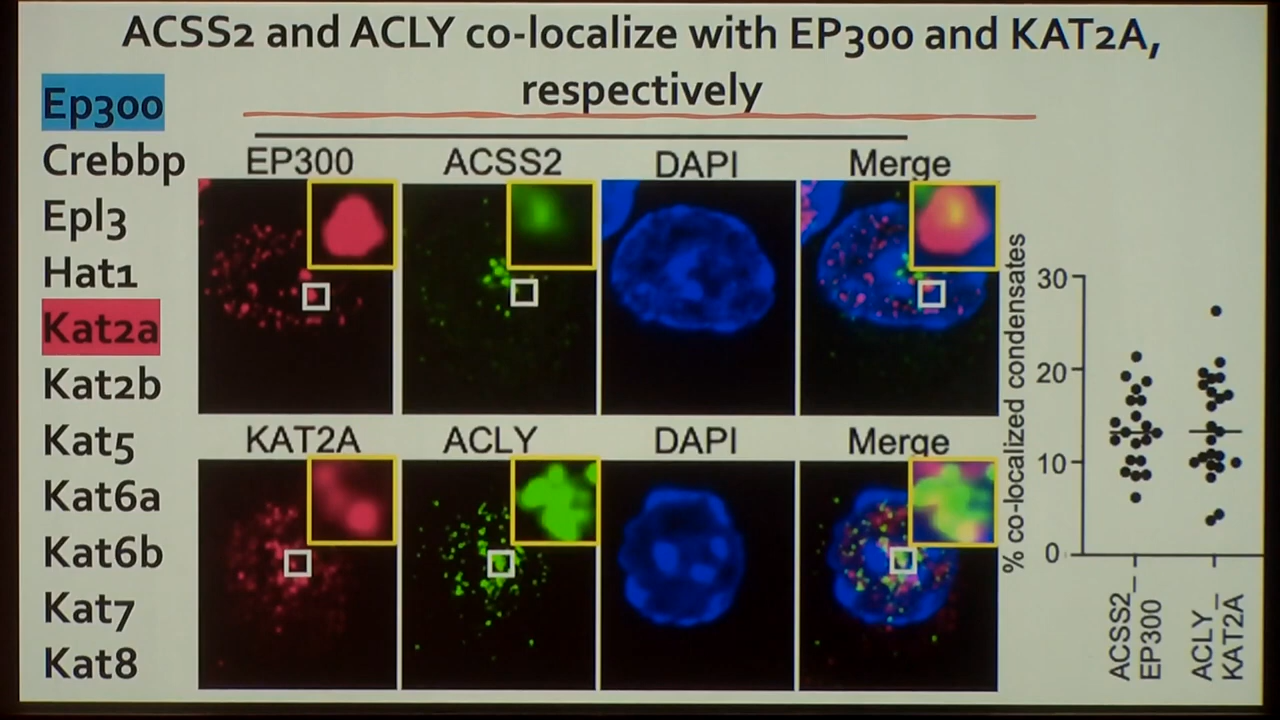 ACSS2 and ACLY co-localize with EP300 and KAT2A,
respectively
Ep300
Crebbp
Epl3
Hat1
Kat2a
Kat2b
Kat5
Kat6a
Kat6b
Kat7
Kat8
EP300 ACSS2 DAPI Merge
KAT2A ACLY DAPI Merge
% co-localized condensates
30
20
10
0
ACSS2_
EP300
ACLY_
KAT2A